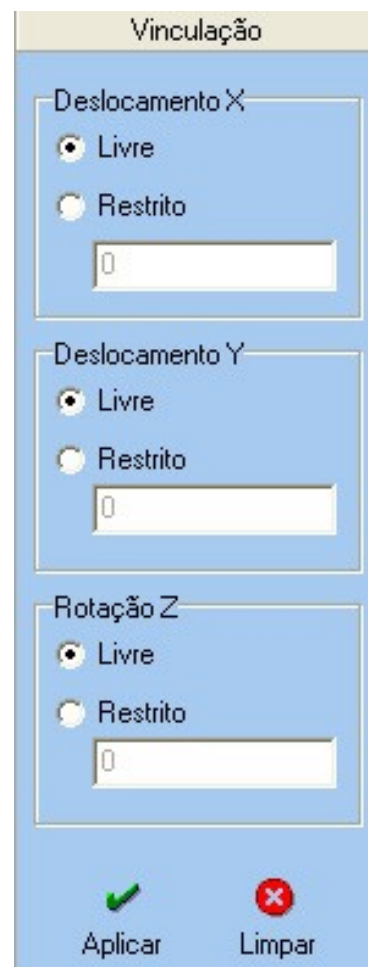 Vinculação
Deslocamento X
Livre
Restrito
0
Deslocamento Y
Livre
Restrito
0
Rotação Z
Livre
Restrito
0
Aplicar Limpar